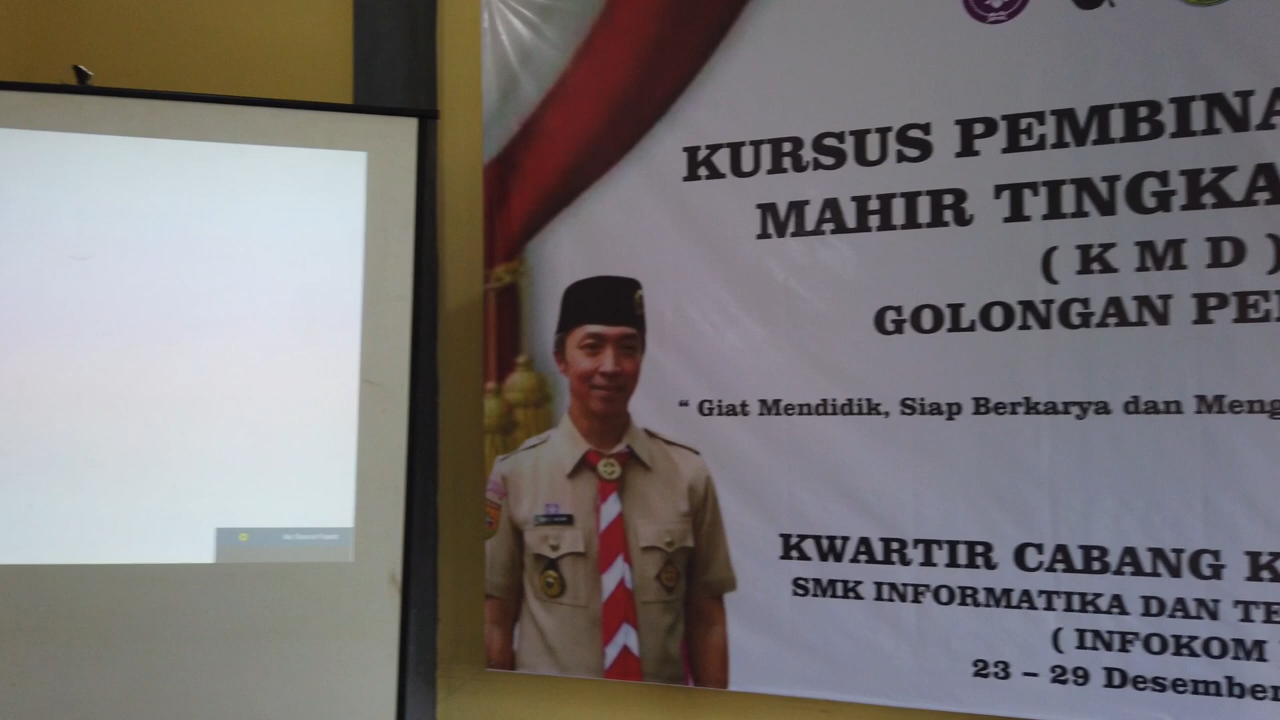 KURSUS PEMBINA
MAHIR TINGKA
( K M D )
GOLONGAN PE
“ Giat Mendidik, Siap Berkarya dan Meng
KWARTIR CABANG K
SMK INFORMATIKA DAN TE
( INFOKOM
23 – 29 Desember